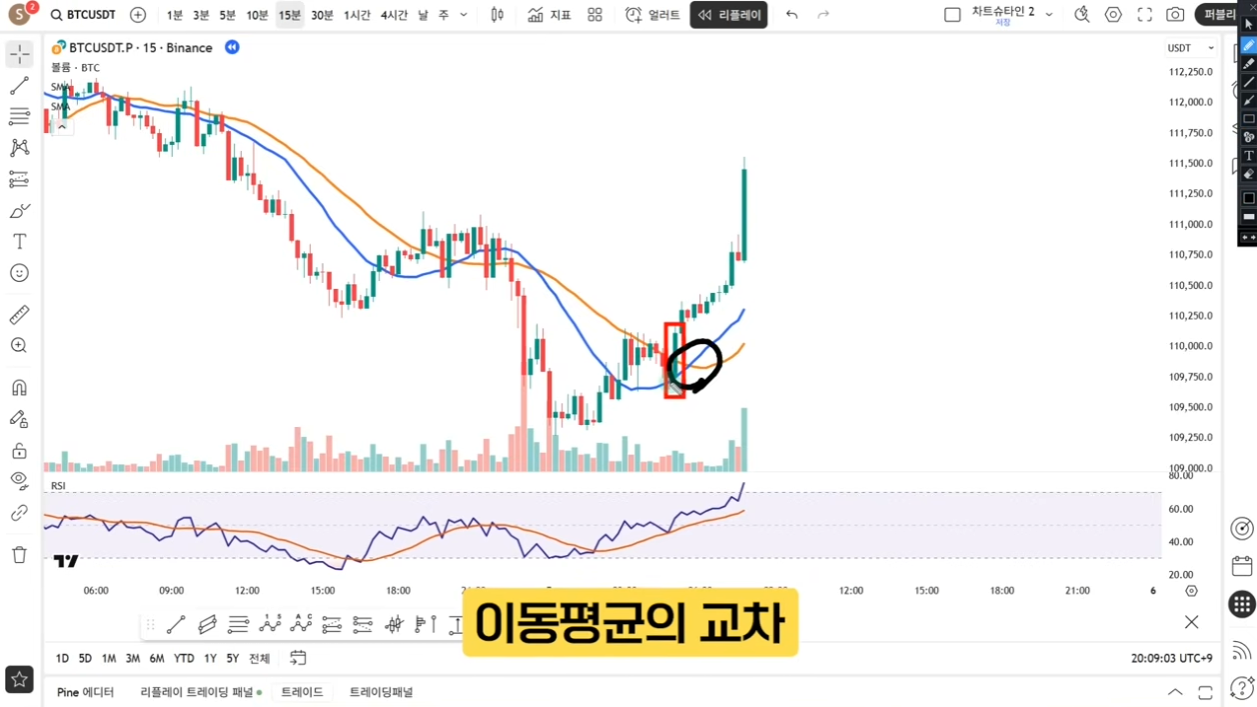 S 2 BTCUSDT 1분 3분 5분 10분 15분 30분 1시간 4시간 날 주 지표 얼러트 리플레이 차트슈타인 2 저장 퍼블리
BTCUSDT.P · 15 · Binance USDT
볼륨 · BTC
SMA
SMA
112,250.0
112,000.0
111,750.0
111,500.0
111,250.0
111,000.0
110,750.0
110,500.0
110,250.0
110,000.0
109,750.0
109,500.0
109,250.0
109,000.0
RSI
80.00
60.00
40.00
20.00
06:00 09:00 12:00 15:00 18:00 12:00 15:00 18:00 21:00 6
이동평균의 교차
1D 5D 1M 3M 6M YTD 1Y 5Y 전체 20:09:03 UTC+9
Pine 에디터 리플레이 트레이딩 패널 트레이드 트레이딩패널